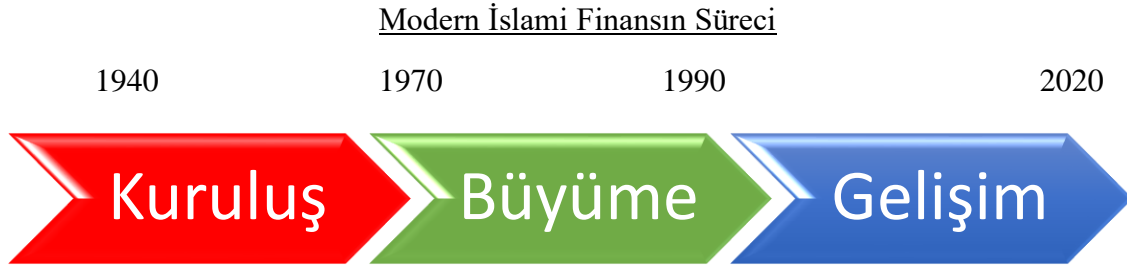 Modern İslami Finansın Süreci
1940 1970 1990 2020
Kuruluş Büyüme Gelişim